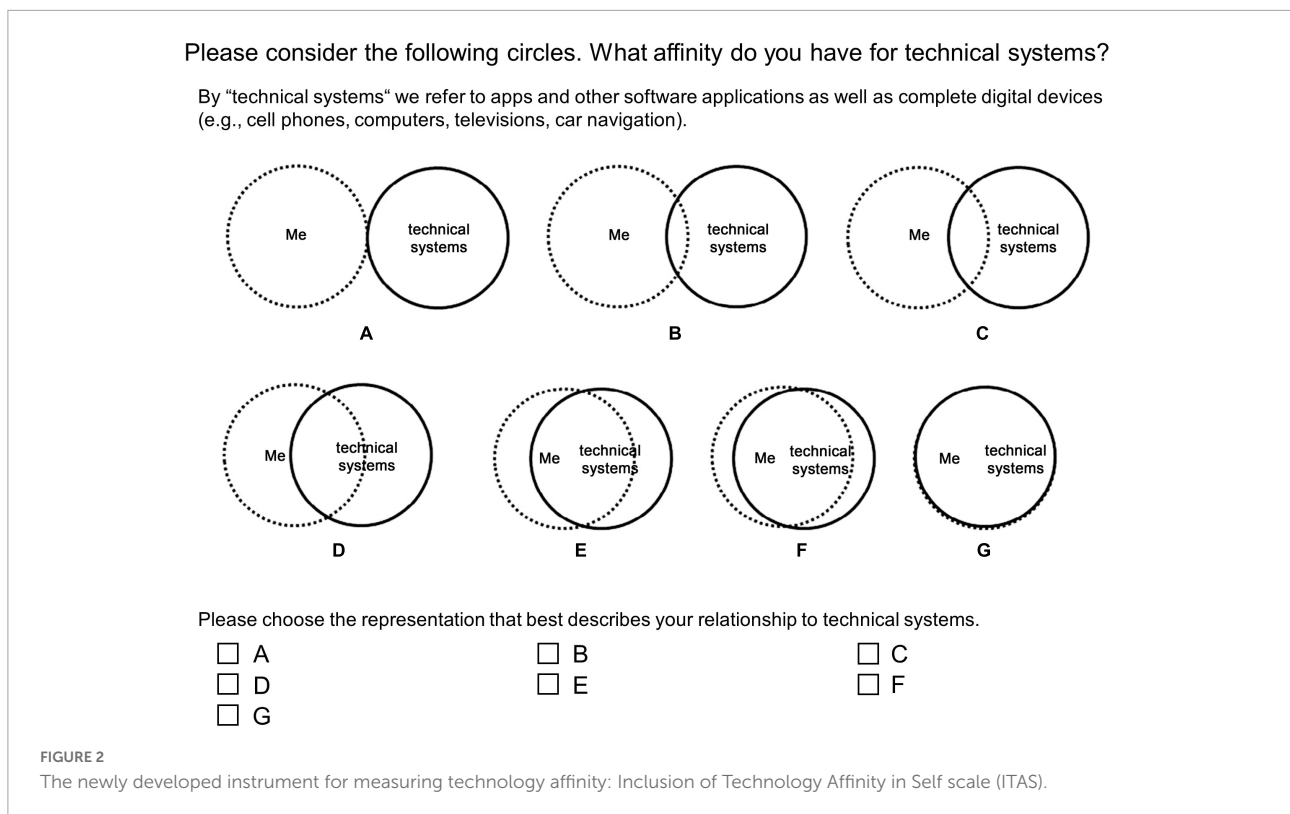 Please consider the following circles. What affinity do you have for technical systems?
By “technical systems“ we refer to apps and other software applications as well as complete digital devices
(e.g., cell phones, computers, televisions, car navigation).
Me
technical
systems
A
Me
technical
systems
B
Me
technical
systems
C
Me
technical
systems
D
Me
technical
systems
E
Me
technical
systems
F
Me
technical
systems
G
Please choose the representation that best describes your relationship to technical systems.
A
B
C
D
E
F
G
FIGURE 2
The newly developed instrument for measuring technology affinity: Inclusion of Technology Affinity in Self scale (ITAS).